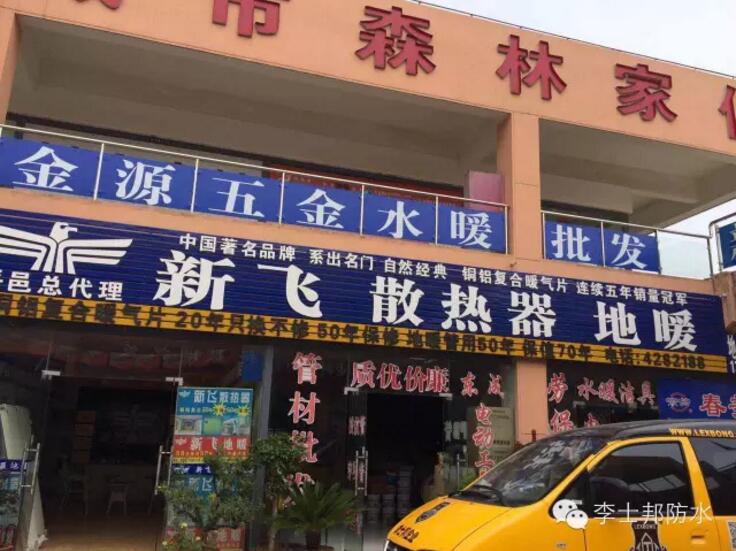 市森林家
金源五金水暖批发
中国著名品牌 系出名门 自然经典 铜铝复合暖气片 连续五年销量冠军
邑总代理
新飞 散热器 地暖
铜铝复合暖气片 20年只换不修 50年保修 地暖管用50年 保值70年 电话:4282188
管材批发
质优价廉
东成
电动工
劳保
水暖洁具
春
新飞散热器
新飞地暖
LEXBONG
李士邦防水